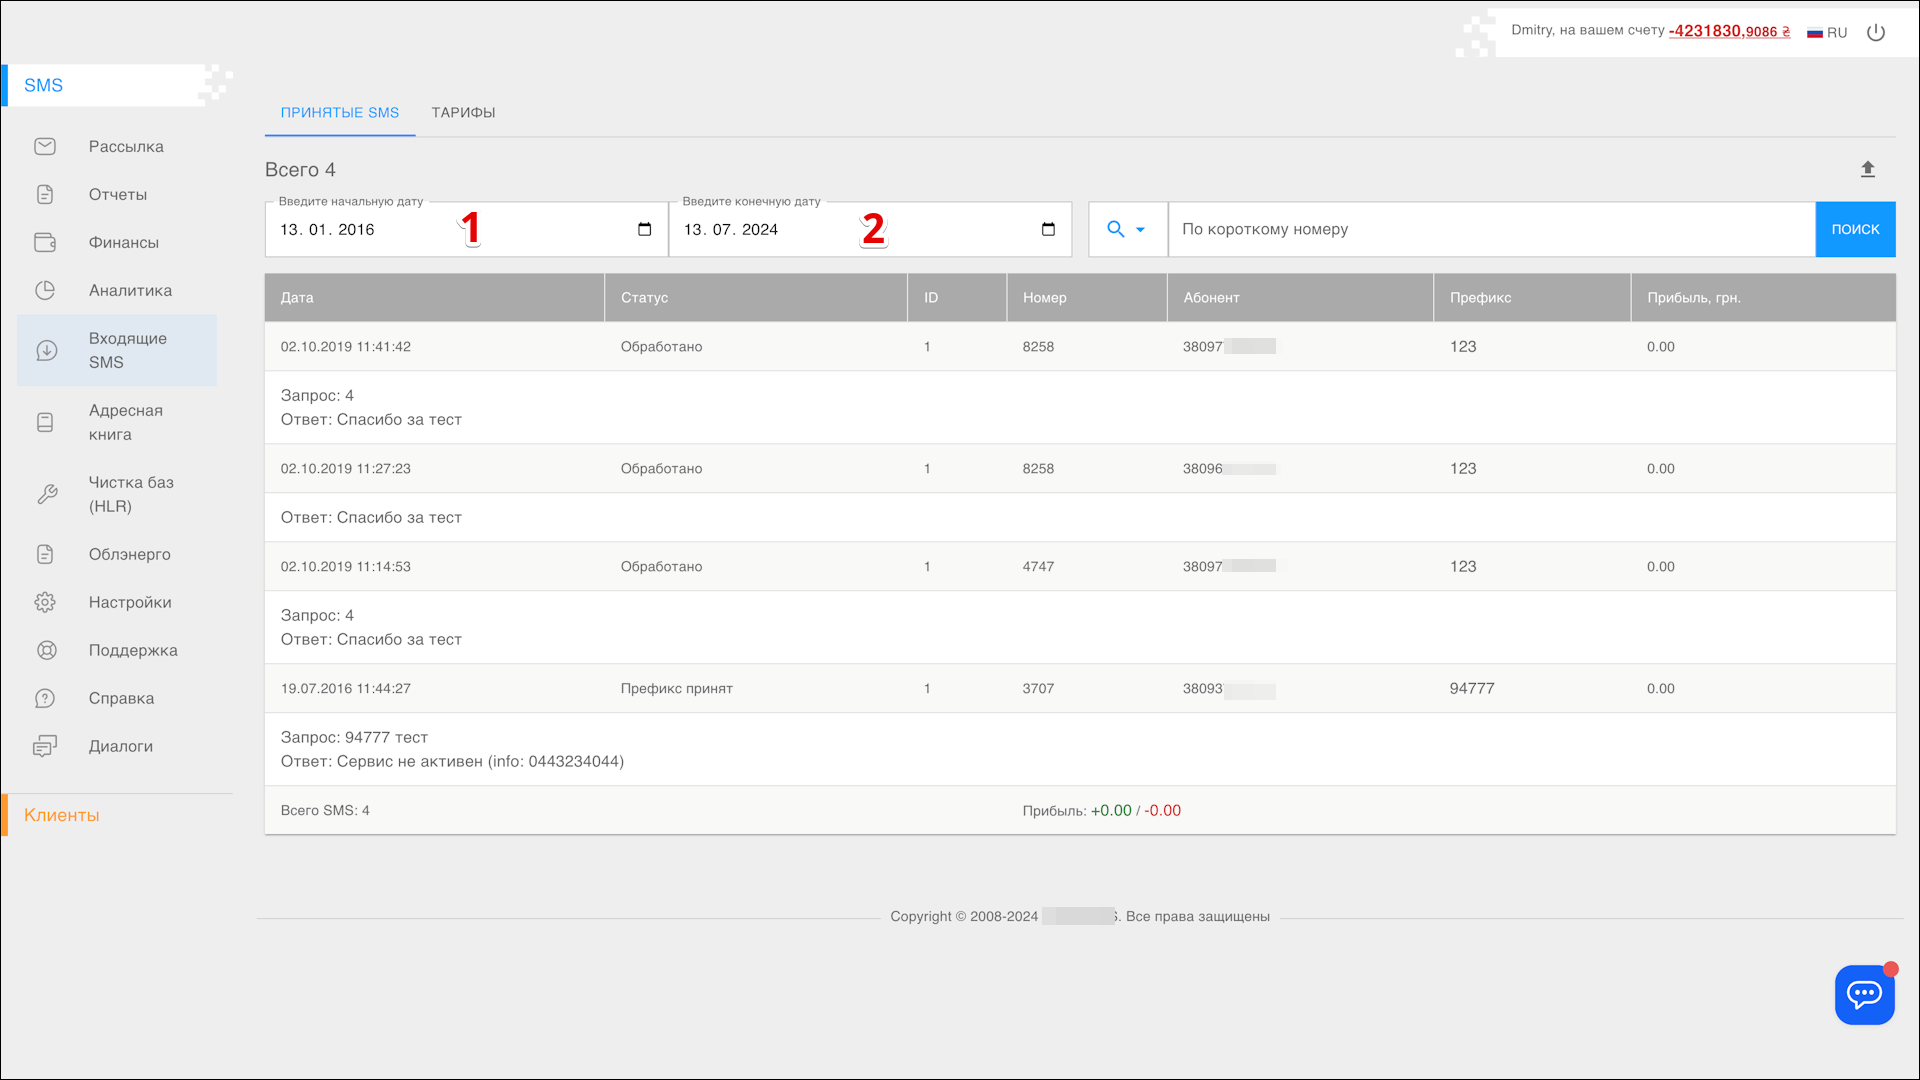 Dmitry, на вашем счету -4231830,9086 ₴ RU
SMS
Рассылка
Отчеты
Финансы
Аналитика
Входящие
SMS
Адресная
книга
Чистка баз
(HLR)
Облэнерго
Настройки
Поддержка
Справка
Диалоги
Клиенты
ПРИНЯТЫЕ SMS ТАРИФЫ
Всего 4
Введите начальную дату Введите конечную дату
13. 01. 2016 1 13. 07. 2024 2 По короткому номеру ПОИСК
Дата Статус ID Номер Абонент Префикс Прибыль, грн.
02.10.2019 11:41:42 Обработано 1 8258 38097 123 0.00
Запрос: 4
Ответ: Спасибо за тест
02.10.2019 11:27:23 Обработано 1 8258 38096 123 0.00
Ответ: Спасибо за тест
02.10.2019 11:14:53 Обработано 1 4747 38097 123 0.00
Запрос: 4
Ответ: Спасибо за тест
19.07.2016 11:44:27 Префикс принят 1 3707 38093 94777 0.00
Запрос: 94777 тест
Ответ: Сервис не активен (info: 0443234044)
Всего SMS: 4 Прибыль: +0.00 / -0.00
Copyright © 2008-2024 . Все права защищены